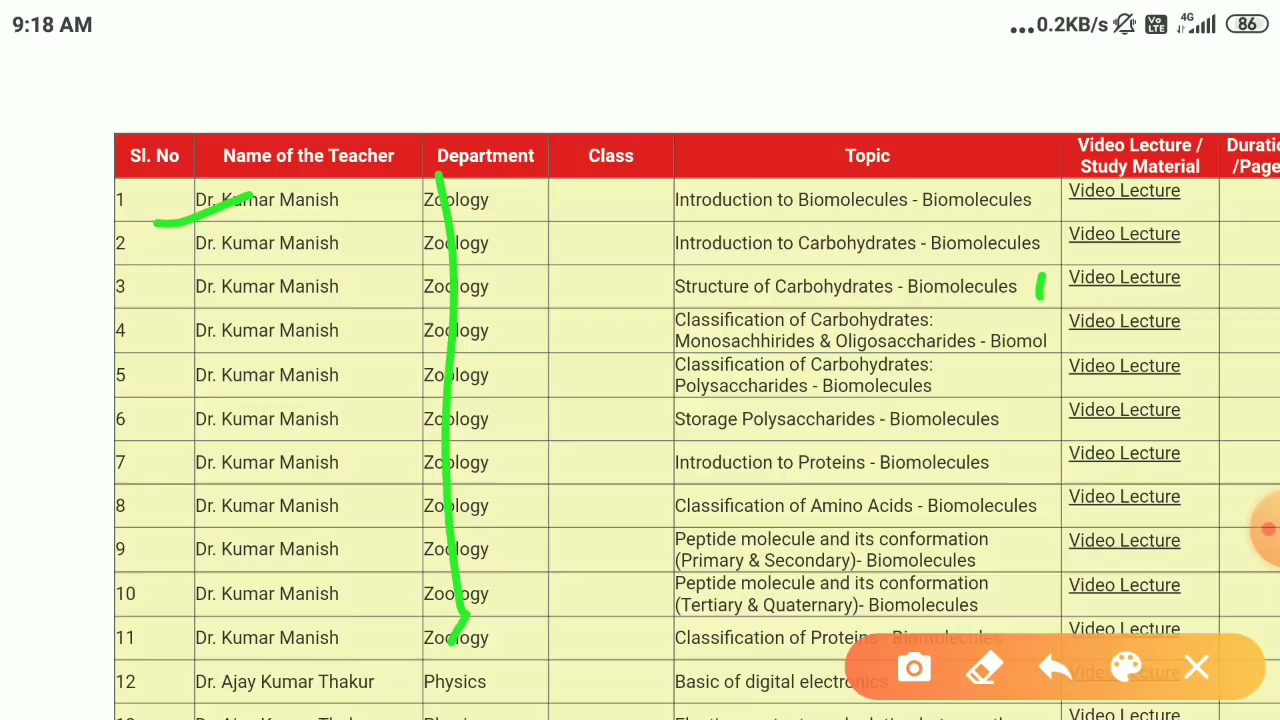 9:18 AM
...0.2KB/s Vo LTE 4G 86
Sl. No Name of the Teacher Department Class Topic Video Lecture / Study Material
1 Dr. Kumar Manish Zoology Introduction to Biomolecules - Biomolecules Video Lecture
2 Dr. Kumar Manish Zoology Introduction to Carbohydrates - Biomolecules Video Lecture
3 Dr. Kumar Manish Zoology Structure of Carbohydrates - Biomolecules Video Lecture
4 Dr. Kumar Manish Zoology Classification of Carbohydrates:
Monosachhirides & Oligosaccharides - Biomol Video Lecture
5 Dr. Kumar Manish Zoology Classification of Carbohydrates:
Polysaccharides - Biomolecules Video Lecture
6 Dr. Kumar Manish Zoology Storage Polysaccharides - Biomolecules Video Lecture
7 Dr. Kumar Manish Zoology Introduction to Proteins - Biomolecules Video Lecture
8 Dr. Kumar Manish Zoology Classification of Amino Acids - Biomolecules Video Lecture
9 Dr. Kumar Manish Zoology Peptide molecule and its conformation
(Primary & Secondary)- Biomolecules Video Lecture
10 Dr. Kumar Manish Zoology Peptide molecule and its conformation
(Tertiary & Quaternary)- Biomolecules Video Lecture
11 Dr. Kumar Manish Zoology Classification of Proteins - Biomolecules Video Lecture
12 Dr. Ajay Kumar Thakur Physics Basic of digital electronics
Video Lecture